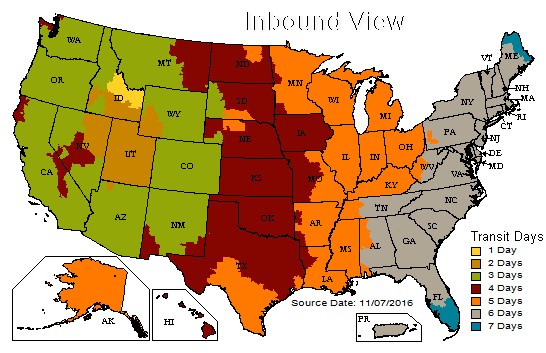 Inbound View
WA
OR
CA
NV
ID
MT
WY
UT
AZ
CO
NM
ND
SD
NE
KS
OK
TX
MN
IA
MO
AR
LA
WI
IL
MI
IN
OH
KY
TN
MS
AL
GA
FL
SC
NC
VA
WV
PA
NY
VT
ME
NH
MA
RI
CT
NJ
DE
MD
AK
HI
PR
Source Date: 11/07/2016
Transit Days
1 Day
2 Days
3 Days
4 Days
5 Days
6 Days
7 Days